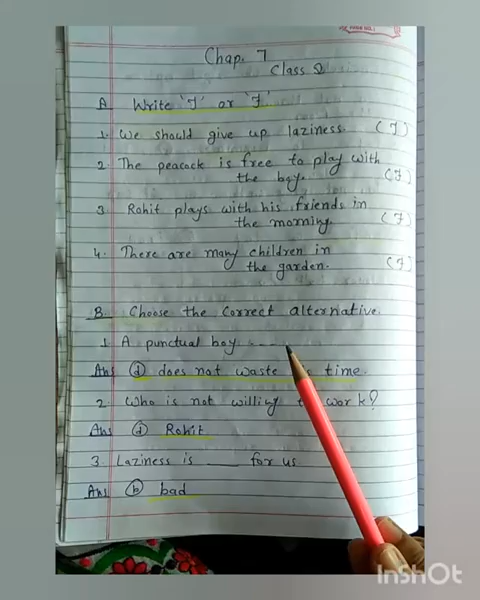 Chap. 7
Class 2
A Write 'T' or 'F'
1. We should give up laziness. (T)
2. The peacock is free to play with
the boy. (F)
3 Rohit plays with his friends in
the morning. (F)
4. There are many children in
the garden. (F)
B. Choose the correct alternative.
1. A punctual boy
Ans (d) does not waste time.
2. Who is not willing to work?
Ans (d) Rohit
3. Laziness is ___ for us
Ans (b) bad
InShOt